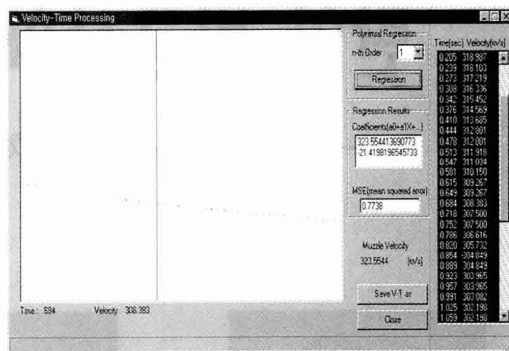 Velocity-Time Processing
Polynimial Regression
n-th Order 1
Regression
Regression Results
Coefficients(a0+a1X+...)
323.554413690773
-21.4198196545733
MSE(mean squared error)
0.7738
Muzzle Velocity
323.5544 [m/s]
Save V-T as
Close
Time : .684 Velocity 308.383
Time(sec) Velocity(m/s)
0.205 318.987
0.239 318.103
0.273 317.219
0.308 316.336
0.342 315.452
0.376 314.569
0.410 313.685
0.444 312.801
0.478 312.801
0.513 311.918
0.547 311.034
0.581 310.150
0.615 309.267
0.649 309.267
0.684 308.383
0.718 307.500
0.752 307.500
0.786 306.616
0.820 305.732
0.854 304.849
0.889 304.849
0.923 303.965
0.957 303.965
0.991 303.082
1.025 302.198
1.059 302.198